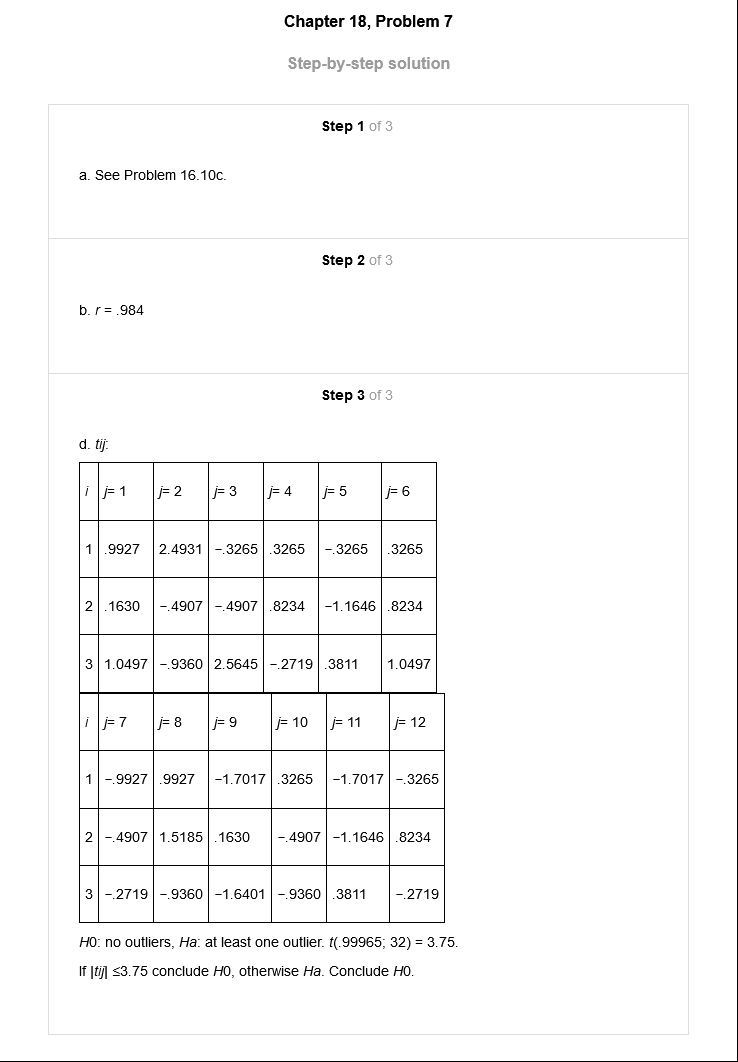 Chapter 18, Problem 7
Step-by-step solution
Step 1 of 3
a. See Problem 16.10c.
Step 2 of 3
b. r = .984
Step 3 of 3
d. tij:
i j= 1 j= 2 j= 3 j= 4 j= 5 j= 6
1 .9927 2.4931 −.3265 .3265 −.3265 .3265
2 .1630 −.4907 −.4907 .8234 −1.1646 .8234
3 1.0497 −.9360 2.5645 −.2719 .3811 1.0497
i j= 7 j= 8 j= 9 j= 10 j= 11 j= 12
1 −.9927 .9927 −1.7017 .3265 −1.7017 −.3265
2 −.4907 1.5185 .1630 −.4907 −1.1646 .8234
3 −.2719 −.9360 −1.6401 −.9360 .3811 −.2719
H0: no outliers, Ha: at least one outlier. t(.99965; 32) = 3.75.
If |tij| ≤3.75 conclude H0, otherwise Ha. Conclude H0.